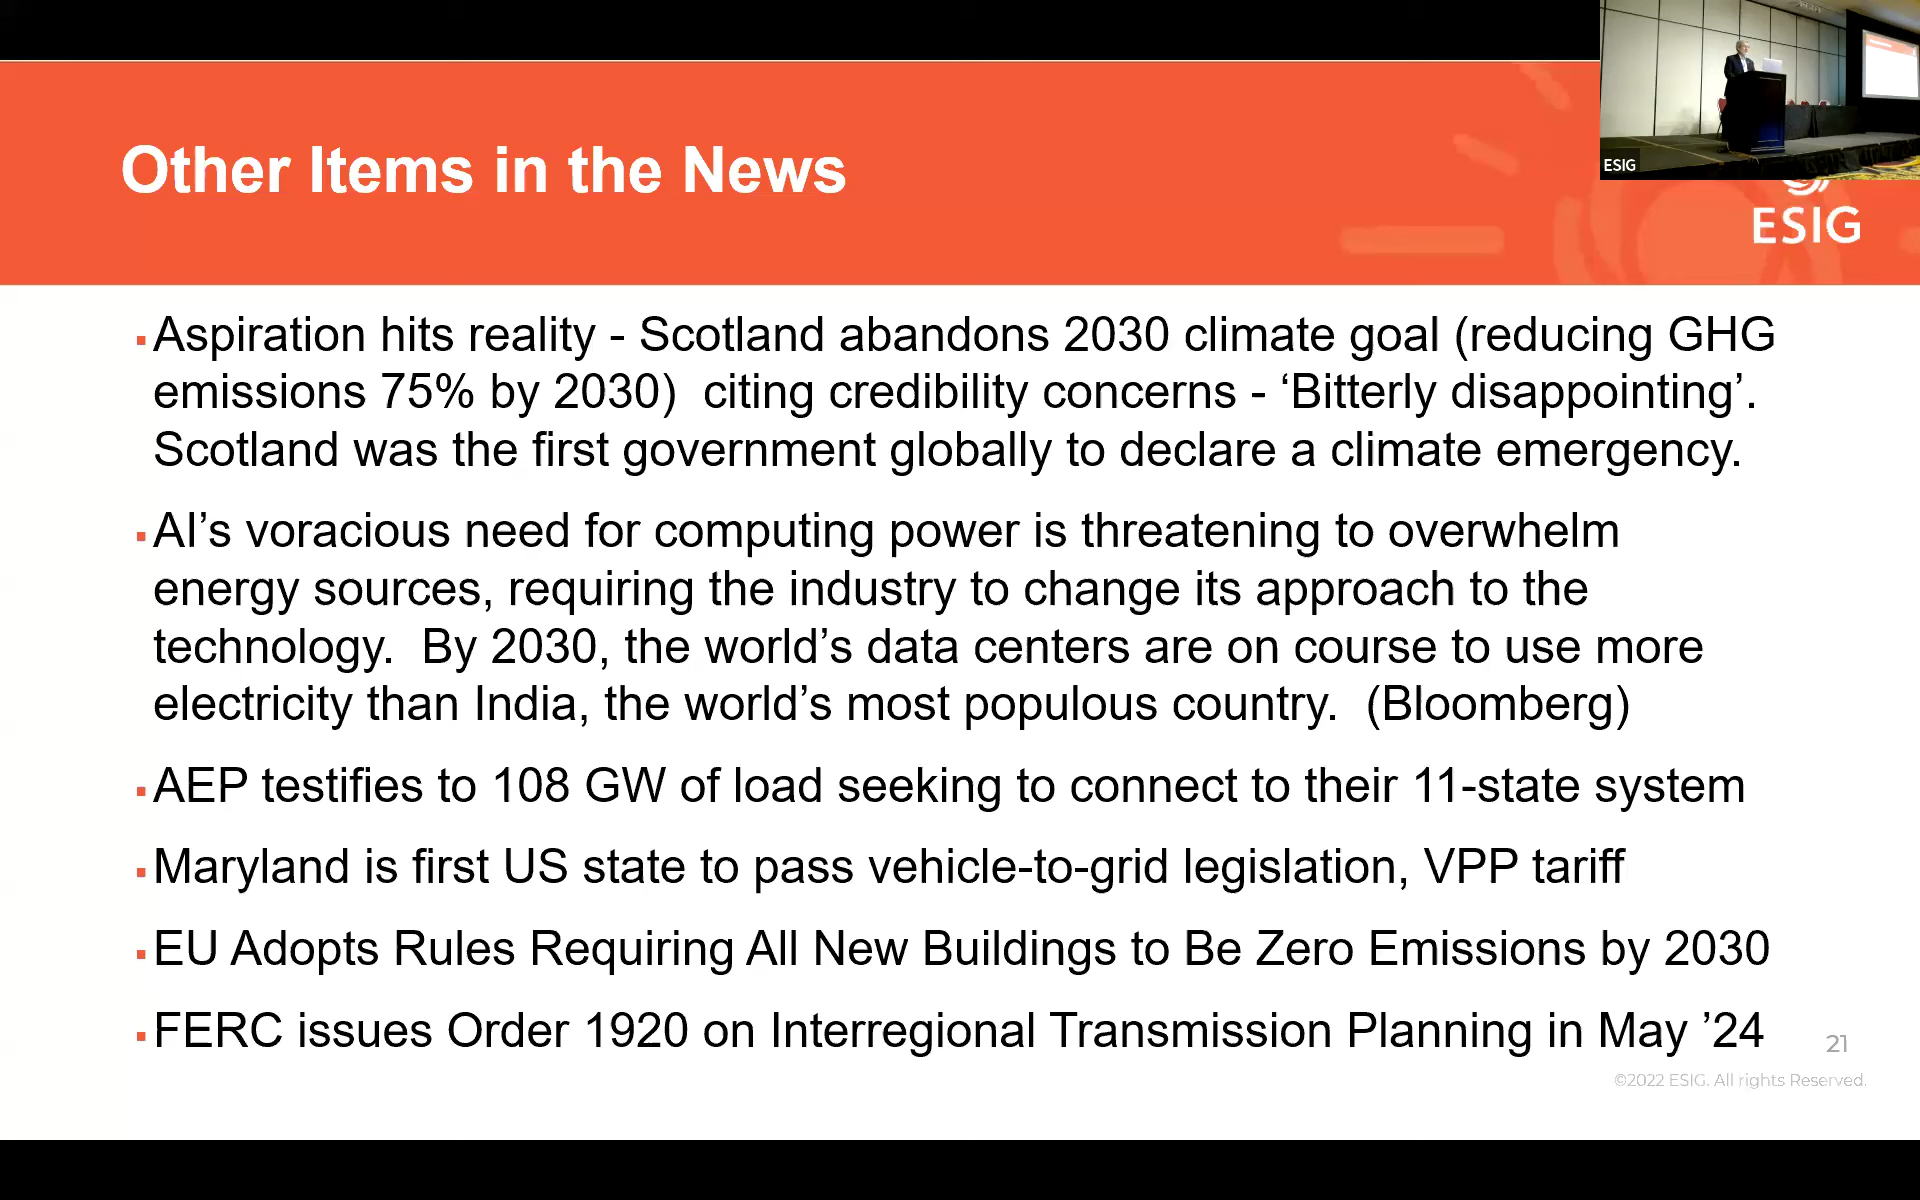 ESIG
Other Items in the News
ESIG
▪Aspiration hits reality - Scotland abandons 2030 climate goal (reducing GHG
emissions 75% by 2030)  citing credibility concerns - ‘Bitterly disappointing’.
Scotland was the first government globally to declare a climate emergency.
▪AI’s voracious need for computing power is threatening to overwhelm
energy sources, requiring the industry to change its approach to the
technology.  By 2030, the world’s data centers are on course to use more
electricity than India, the world’s most populous country.  (Bloomberg)
▪AEP testifies to 108 GW of load seeking to connect to their 11-state system
▪Maryland is first US state to pass vehicle-to-grid legislation, VPP tariff
▪EU Adopts Rules Requiring All New Buildings to Be Zero Emissions by 2030
▪FERC issues Order 1920 on Interregional Transmission Planning in May ’24
21
©2022 ESIG. All rights Reserved.